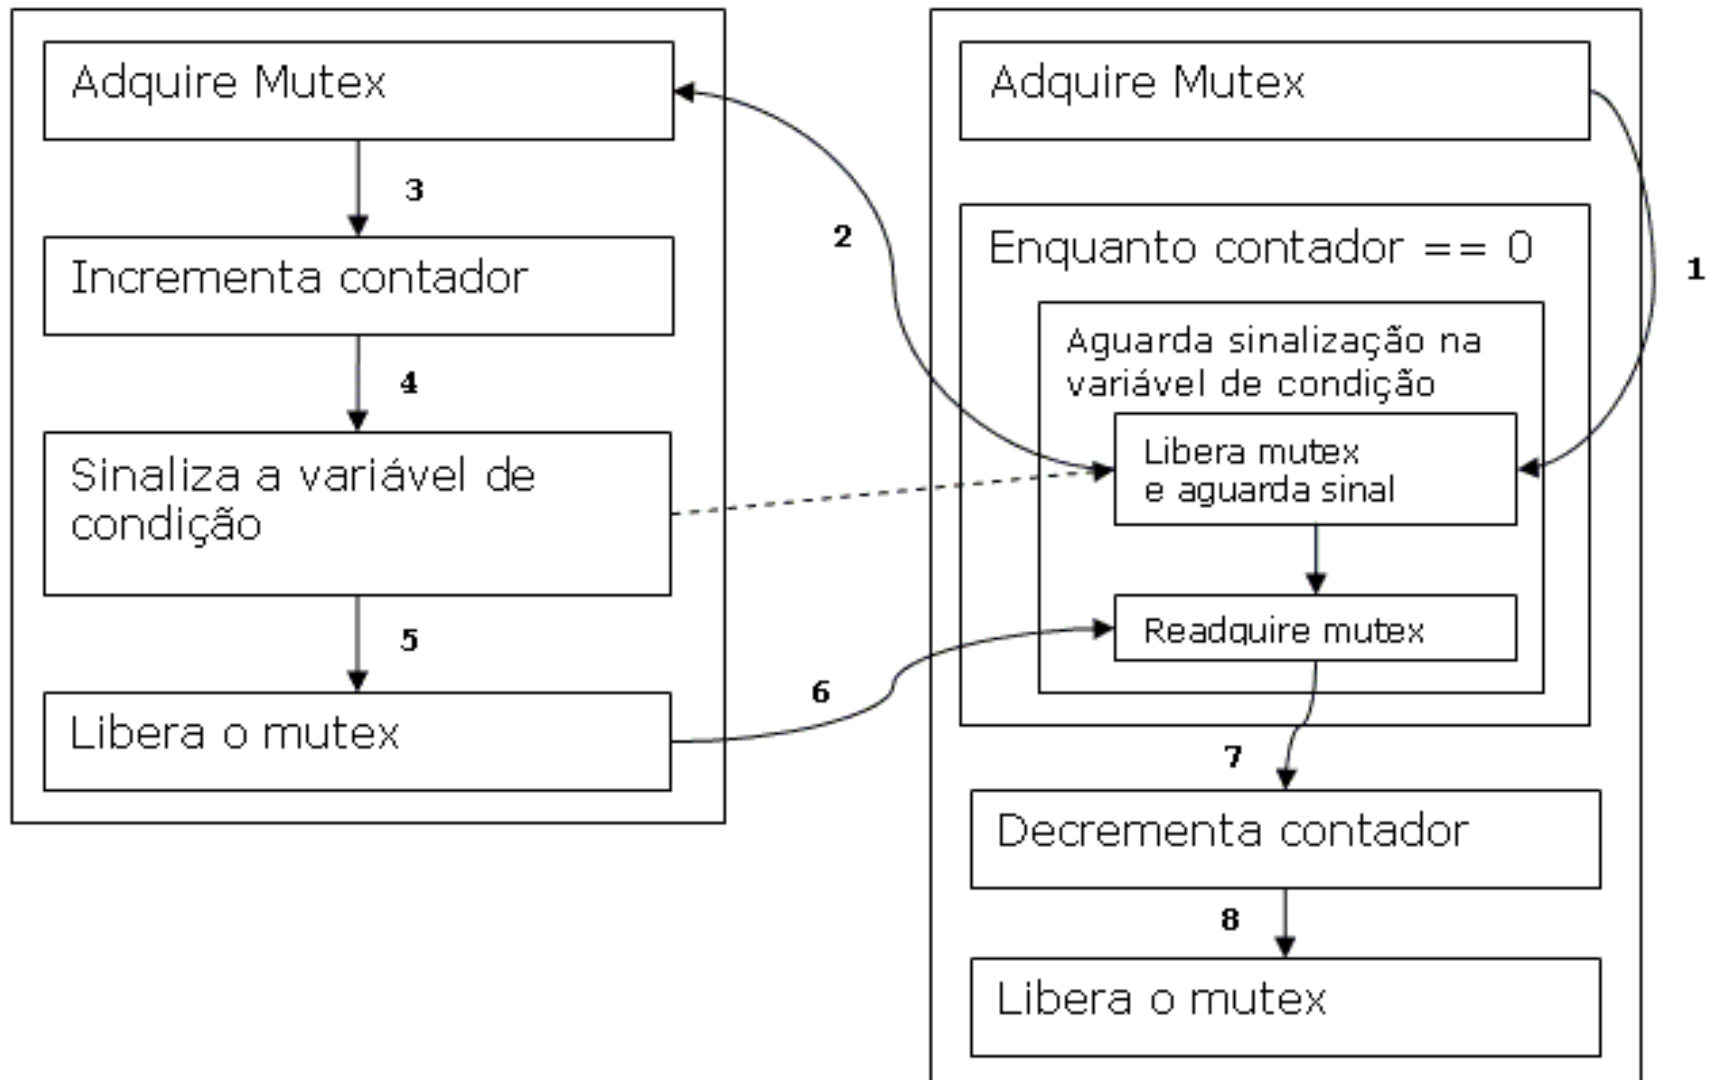 Adquire Mutex
3
Incrementa contador
4
Sinaliza a variável de
condição
5
Libera o mutex
2
6
Adquire Mutex
1
Enquanto contador == 0
Aguarda sinalização na
variável de condição
Libera mutex
e aguarda sinal
Readquire mutex
7
Decrementa contador
8
Libera o mutex